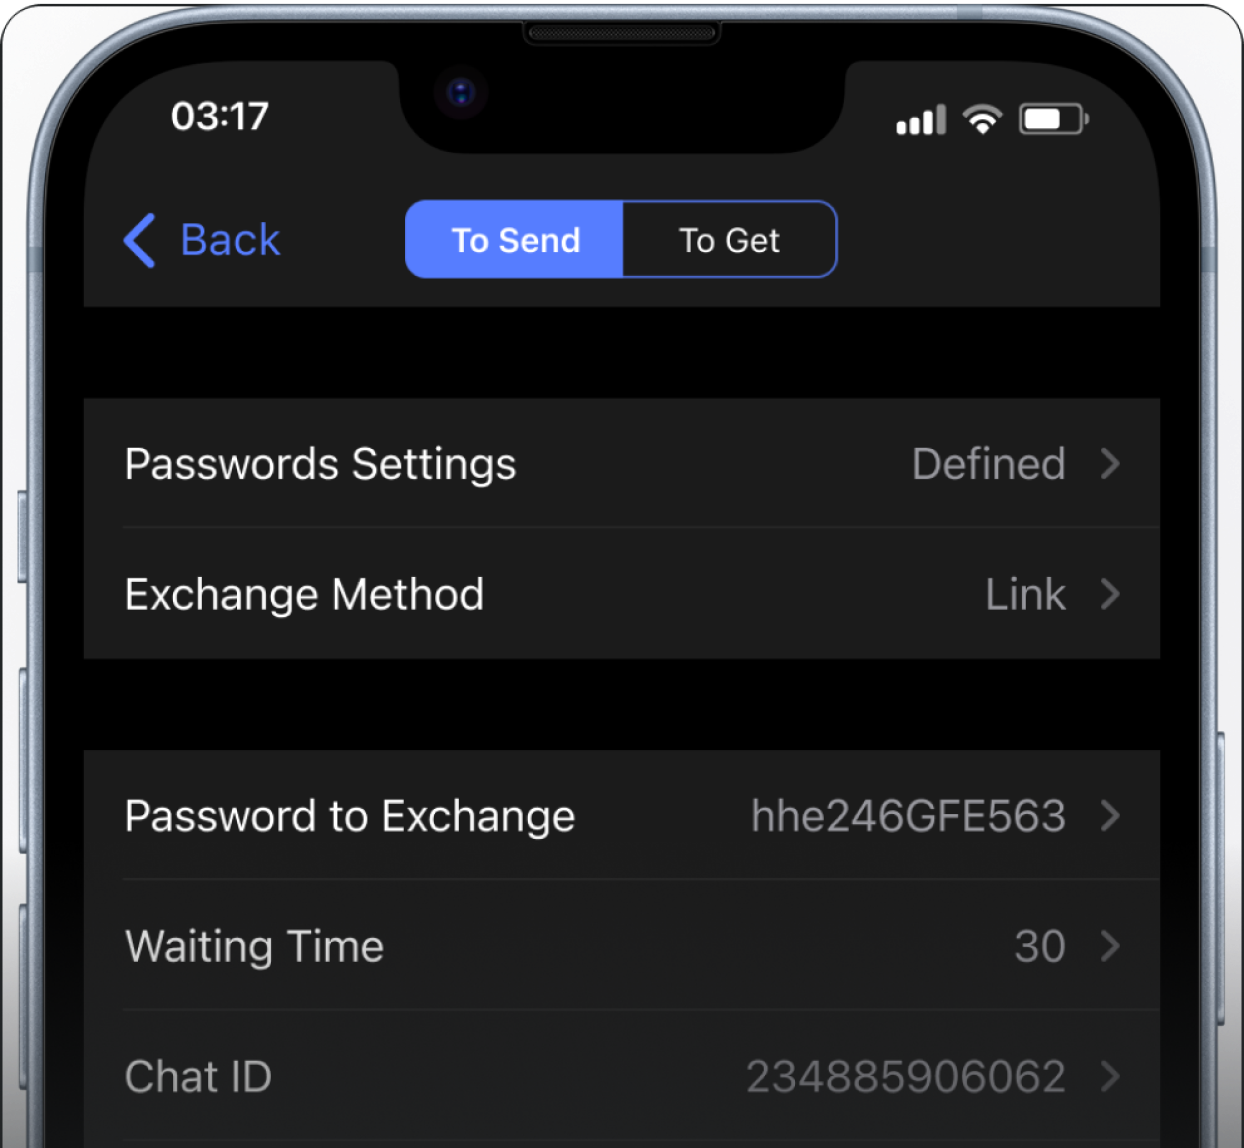 03:17
Back
To Send
To Get
Passwords Settings
Defined
Exchange Method
Link
Password to Exchange
hhe246GFE563
Waiting Time
30
Chat ID
234885906062